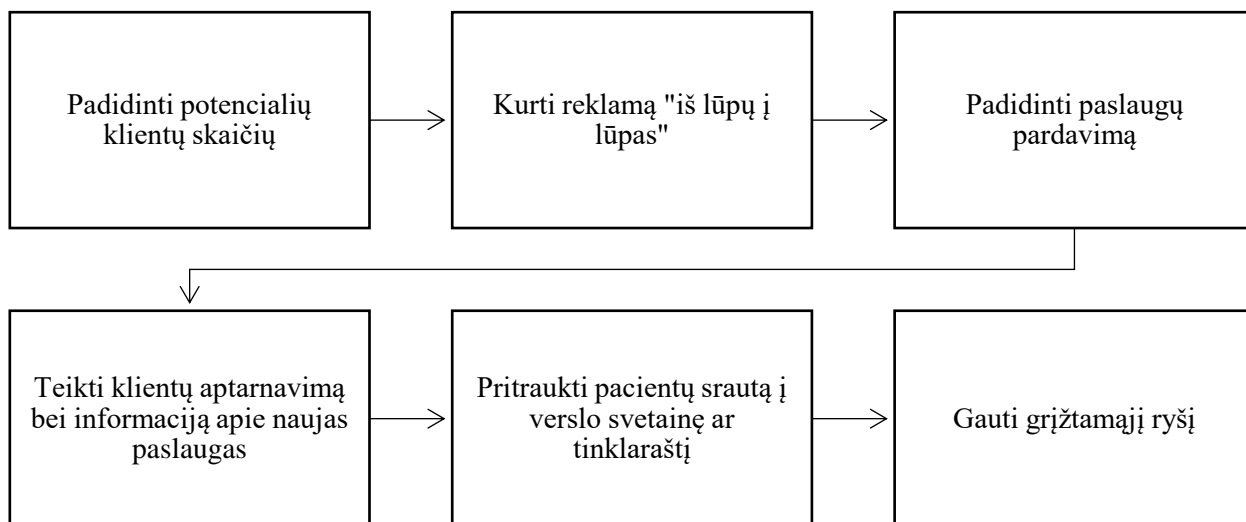 Padidinti potencialių
klientų skaičių
Kurti reklamą "iš lūpų į
lūpas"
Padidinti paslaugų
pardavimą
Teikti klientų aptarnavimą
bei informaciją apie naujas
paslaugas
Pritraukti pacientų srautą į
verslo svetainę ar
tinklaraštį
Gauti grįžtamąjį ryšį